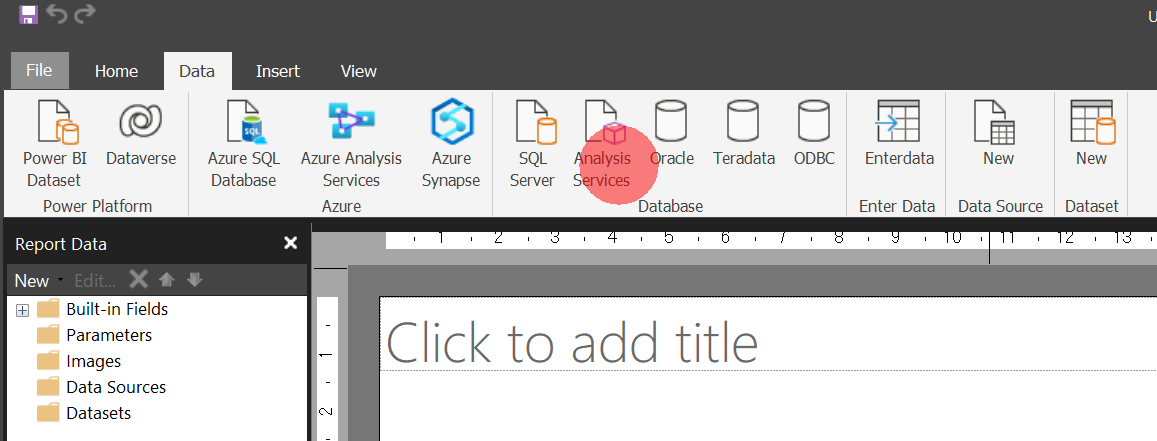 U
File Home Data Insert View
Power BI Dataverse Azure SQL Azure Analysis Azure SQL Analysis Oracle Teradata ODBC Enterdata New New
Dataset Database Services Synapse Server Services
Power Platform Azure Database Enter Data Data Source Dataset
SQL
Report Data
1 2 3 4 5 6 7 8 9 10 11 12 13
New Edit...
Built-in Fields
Parameters
Images
Data Sources
Datasets
Click to add title
1
2